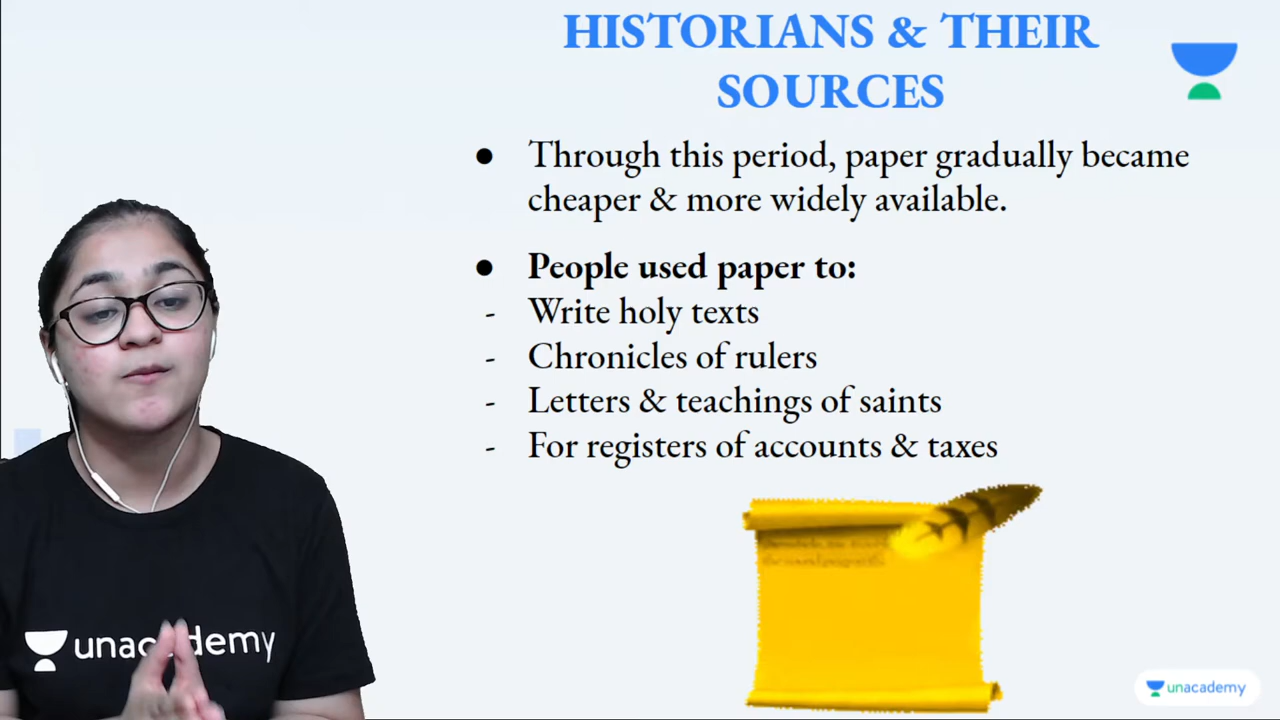 HISTORIANS & THEIR
SOURCES
● Through this period, paper gradually became
cheaper & more widely available.
● People used paper to:
- Write holy texts
- Chronicles of rulers
- Letters & teachings of saints
- For registers of accounts & taxes
unacademy
unacademy